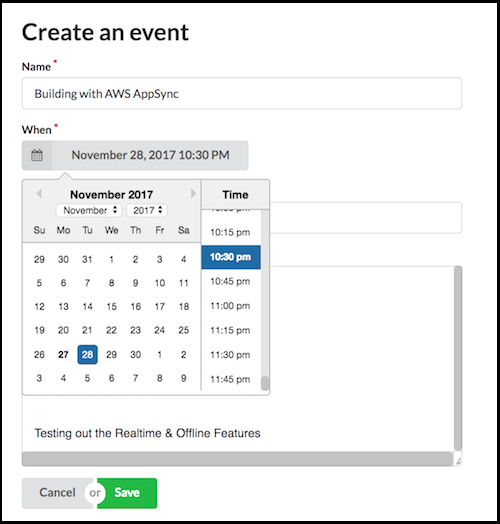 Create an event
Name *
Building with AWS AppSync
When *
November 28, 2017 10:30 PM
November 2017
November 2017
Su Mo Tu We Th Fr Sa
29 30 31 1 2 3 4
5 6 7 8 9 10 11
12 13 14 15 16 17 18
19 20 21 22 23 24 25
26 27 28 29 30 1 2
3 4 5 6 7 8 9
Time
10:15 pm
10:30 pm
10:45 pm
11:00 pm
11:15 pm
11:30 pm
11:45 pm
Testing out the Realtime & Offline Features
Cancel or Save